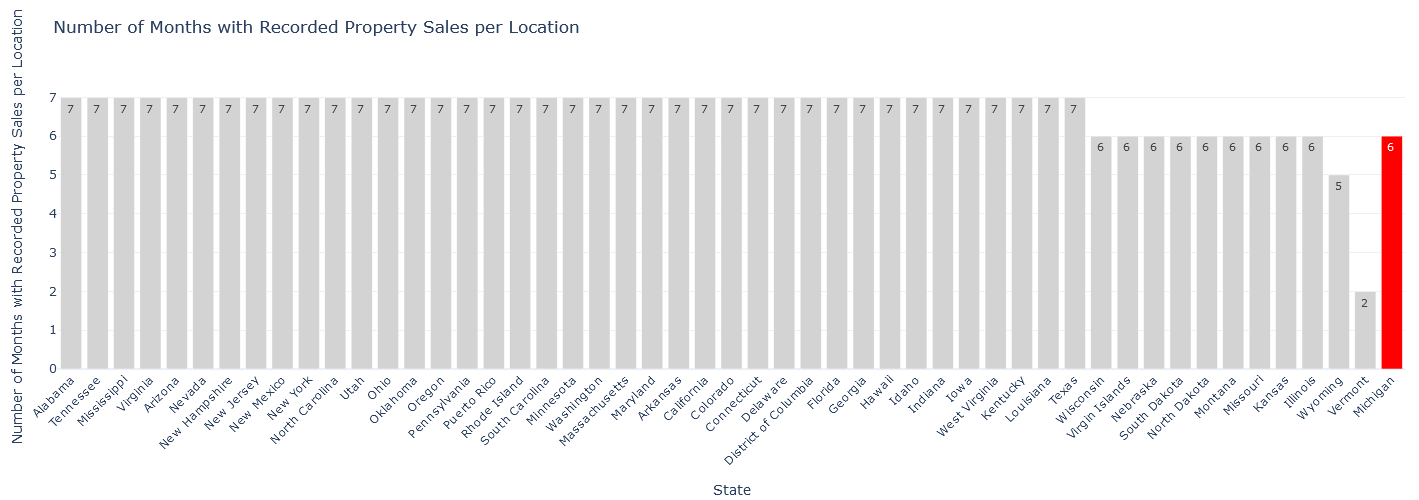 Number of Months with Recorded Property Sales per Location
Number of Months with Recorded Property Sales per Location
7
6
5
4
3
2
1
0
7 7 7 7 7 7 7 7 7 7 7 7 7 7 7 7 7 7 7 7 7 7 7 7 7 7 7 7 7 7 7 7 7 7 7 7 7 7 7 6 6 6 6 6 6 6 6 6 5 2 6
Alabama
Tennessee
Mississippi
Virginia
Arizona
Nevada
New Hampshire
New Jersey
New Mexico
New York
North Carolina
Utah
Ohio
Oklahoma
Oregon
Pennsylvania
Puerto Rico
Rhode Island
South Carolina
Minnesota
Washington
Massachusetts
Maryland
Arkansas
California
Colorado
Connecticut
Delaware
District of Columbia
Florida
Georgia
Hawaii
Idaho
Indiana
Iowa
West Virginia
Kentucky
Louisiana
Texas
Wisconsin
Virgin Islands
Nebraska
South Dakota
North Dakota
Montana
Missouri
Kansas
Illinois
Wyoming
Vermont
Michigan
State